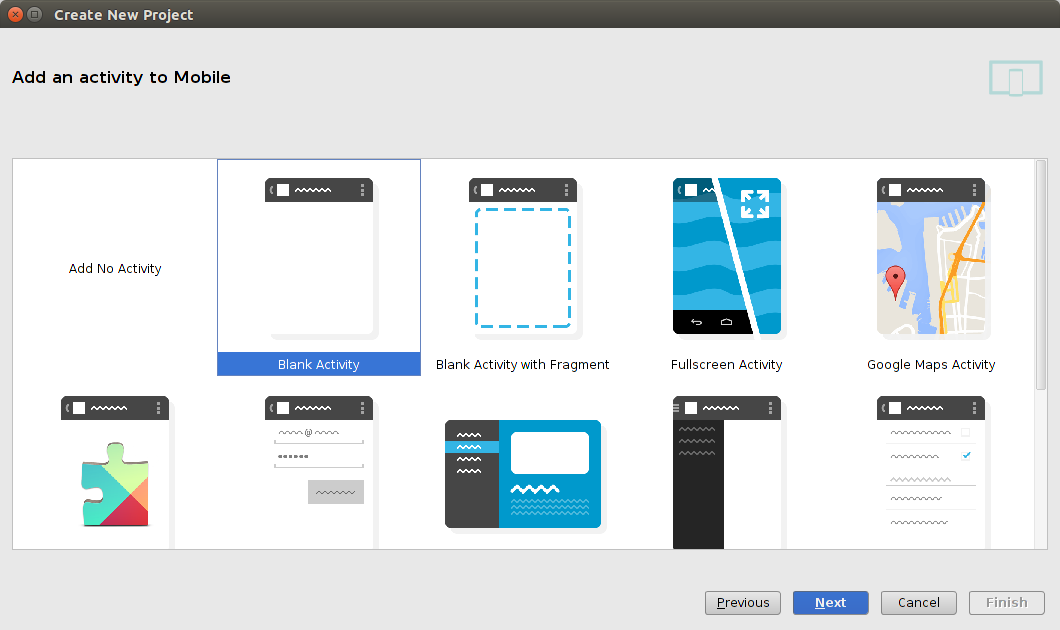 Create New Project
Add an activity to Mobile
Add No Activity
Blank Activity
Blank Activity with Fragment
Fullscreen Activity
Google Maps Activity
@
Previous
Next
Cancel
Finish